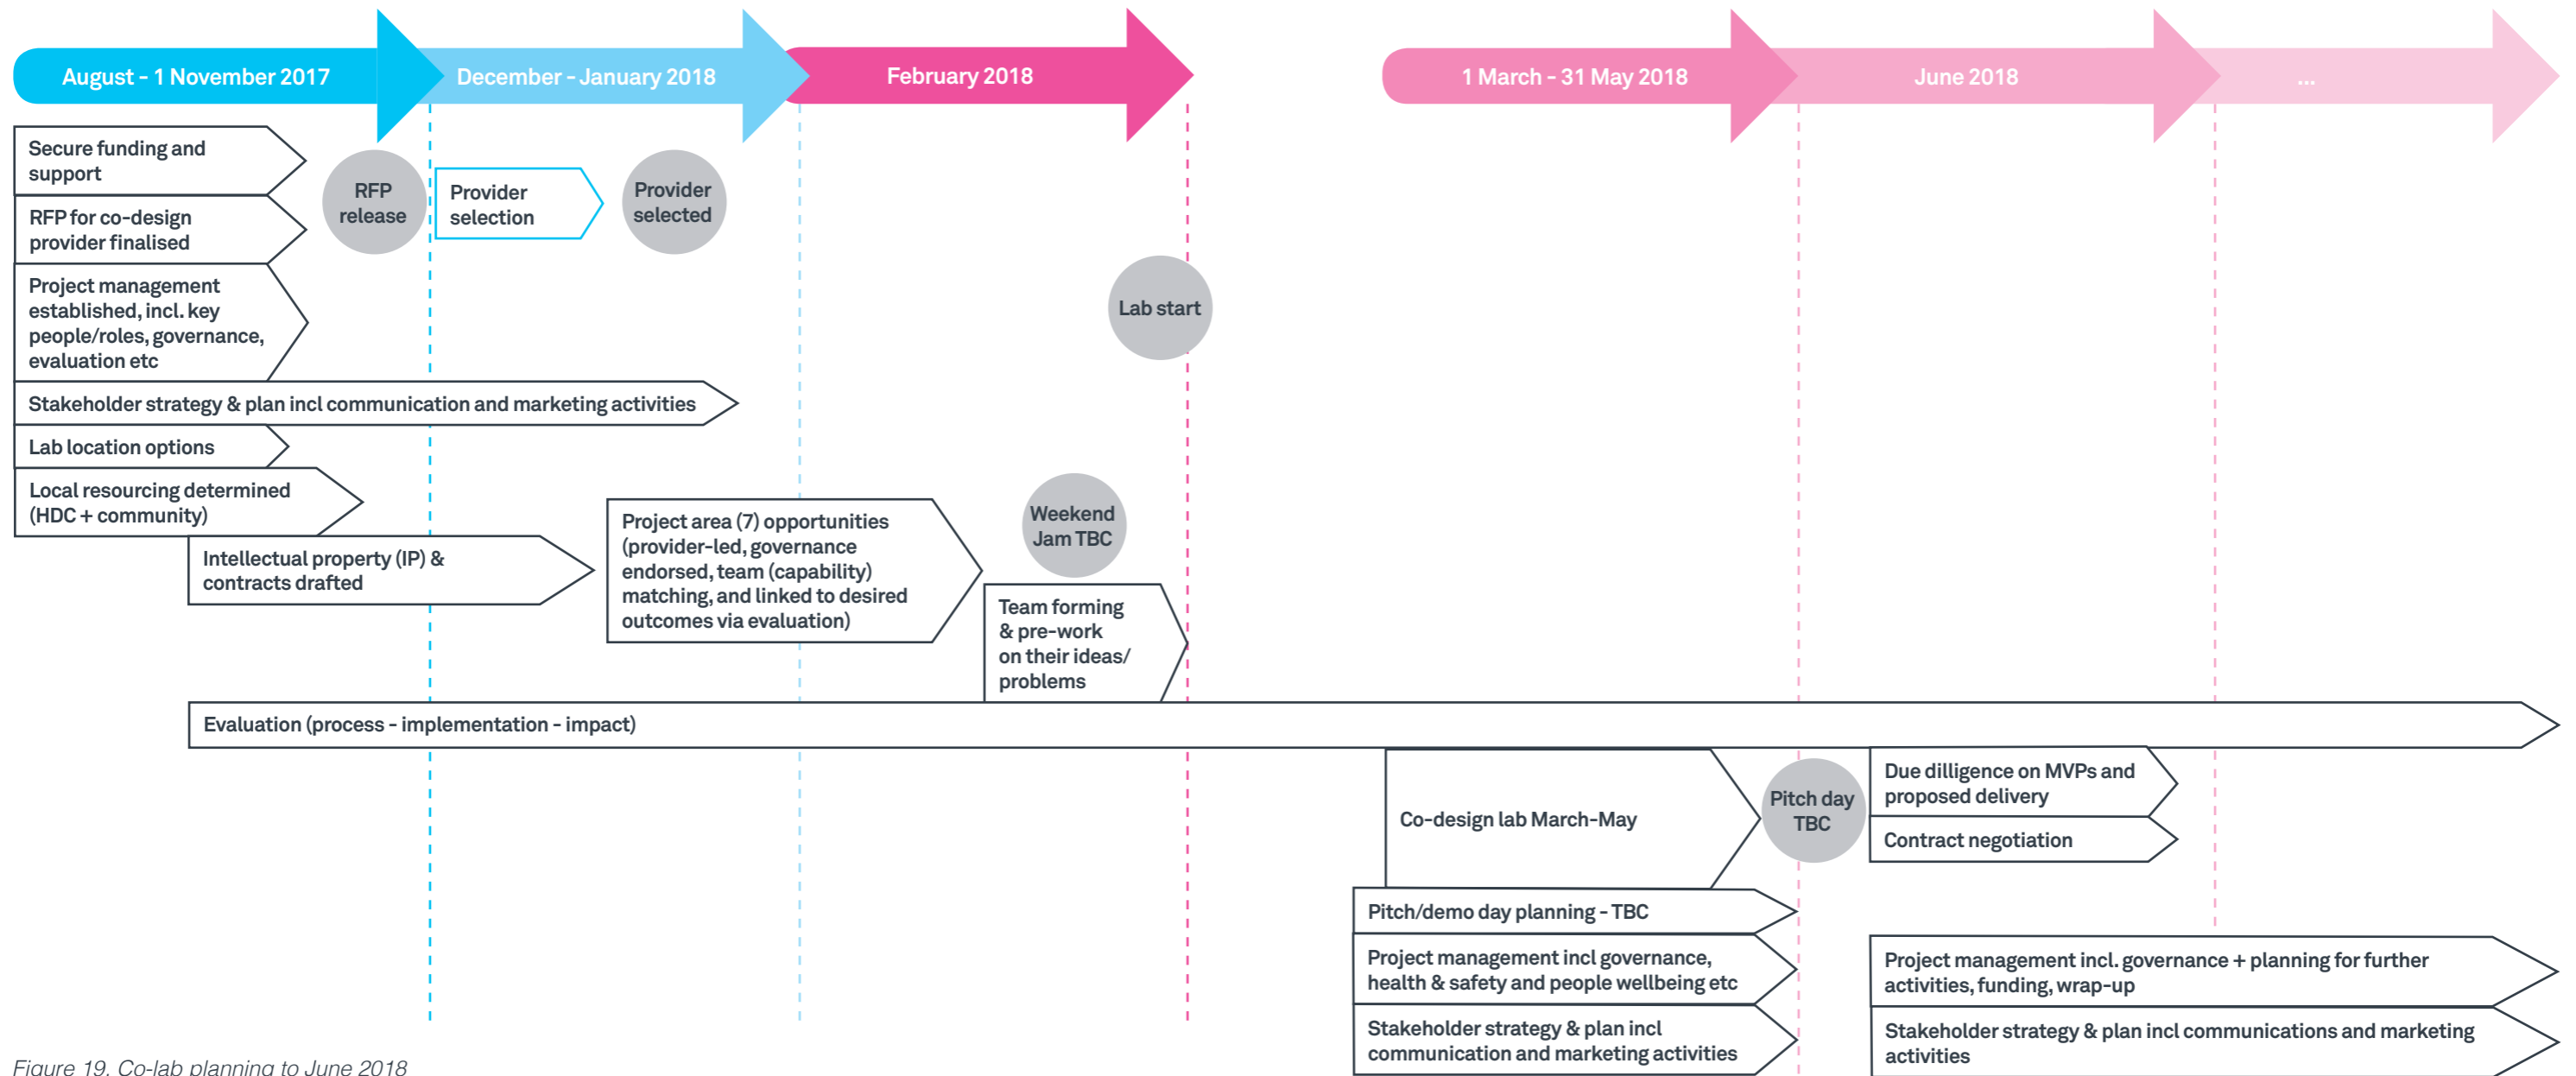 August - 1 November 2017
December - January 2018
February 2018
1 March - 31 May 2018
June 2018
...
Secure funding and
support
RFP for co-design
provider finalised
Project management
established, incl. key
people/roles, governance,
evaluation etc
Stakeholder strategy & plan incl communication and marketing activities
Lab location options
Local resourcing determined
(HDC + community)
RFP
release
Provider
selection
Provider
selected
Lab start
Intellectual property (IP) &
contracts drafted
Project area (7) opportunities
(provider-led, governance
endorsed, team (capability)
matching, and linked to desired
outcomes via evaluation)
Weekend
Jam TBC
Team forming
& pre-work
on their ideas/
problems
Evaluation (process - implementation - impact)
Co-design lab March-May
Pitch day
TBC
Due dilligence on MVPs and
proposed delivery
Contract negotiation
Pitch/demo day planning - TBC
Project management incl governance,
health & safety and people wellbeing etc
Stakeholder strategy & plan incl
communication and marketing activities
Project management incl. governance + planning for further
activities, funding, wrap-up
Stakeholder strategy & plan incl communications and marketing
activities
Figure 19. Co-lab planning to June 2018